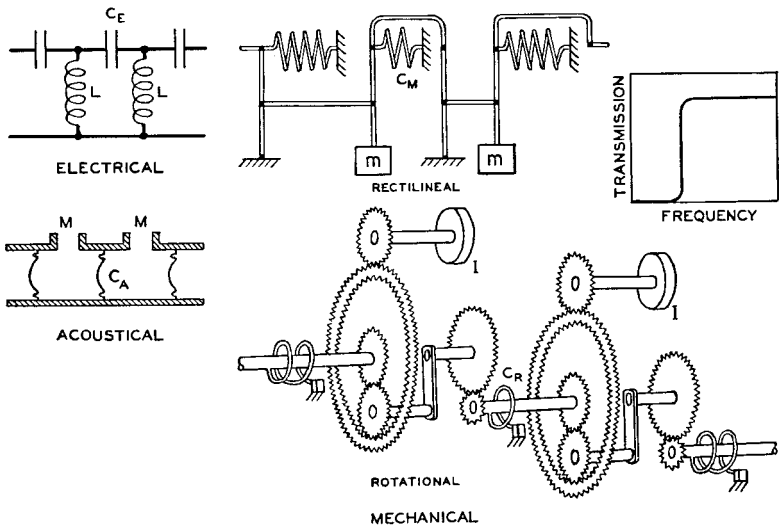 C_E
L
L
ELECTRICAL
C_M
m
m
RECTILINEAL
TRANSMISSION
FREQUENCY
M
M
C_A
ACOUSTICAL
I
I
C_R
ROTATIONAL
MECHANICAL